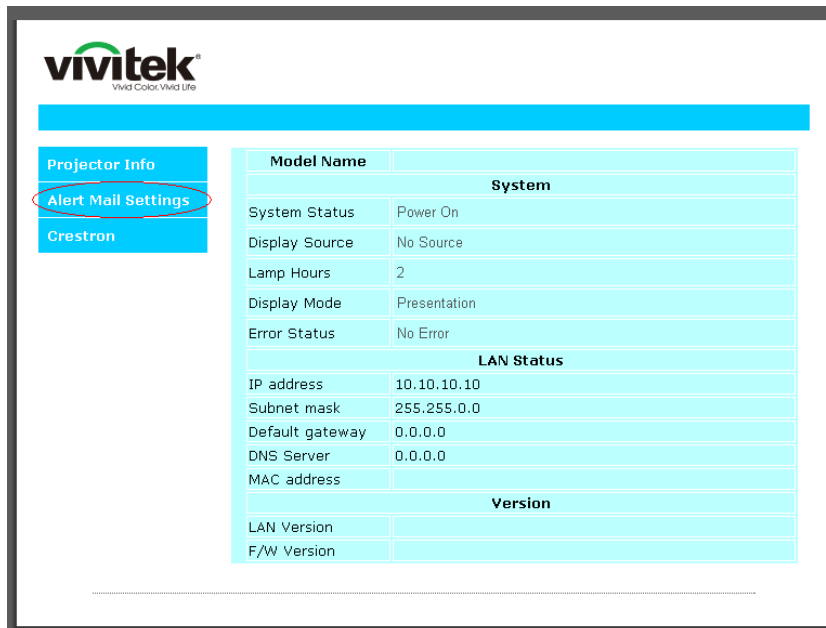 vivitek®
Vivid Color, Vivid Life
Projector Info
Alert Mail Settings
Crestron
Model Name
System
System Status Power On
Display Source No Source
Lamp Hours 2
Display Mode Presentation
Error Status No Error
LAN Status
IP address 10.10.10.10
Subnet mask 255.255.0.0
Default gateway 0.0.0.0
DNS Server 0.0.0.0
MAC address
Version
LAN Version
F/W Version